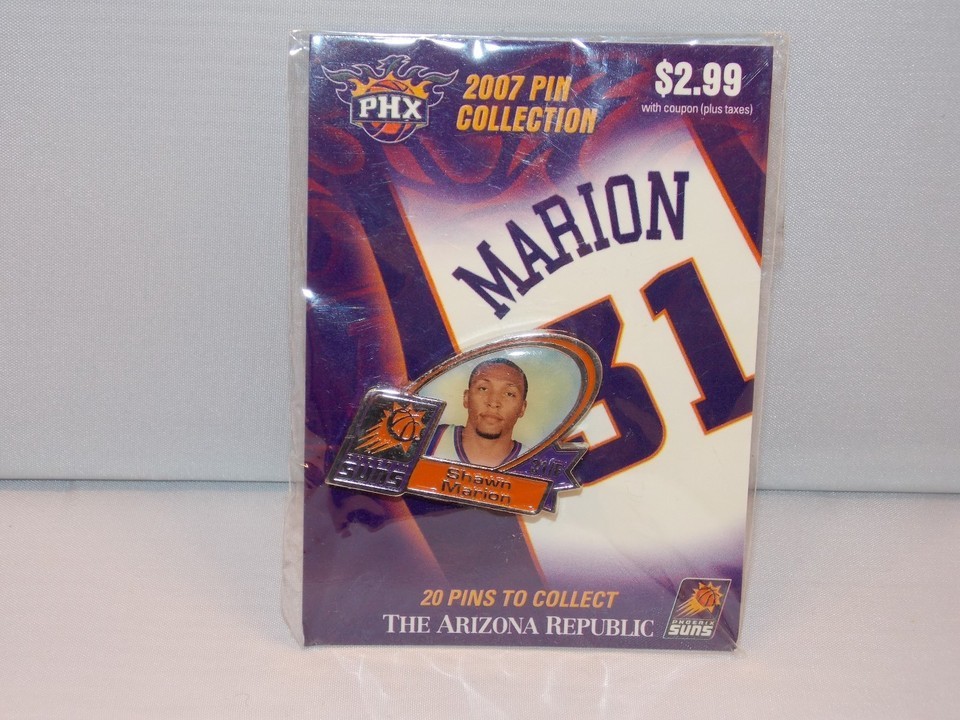 PHX
2007 PIN
COLLECTION
$2.99
with coupon (plus taxes)
MARION
31
SUNS
Shawn
Marion
20 PINS TO COLLECT
THE ARIZONA REPUBLIC
PHOENIX
SUNS